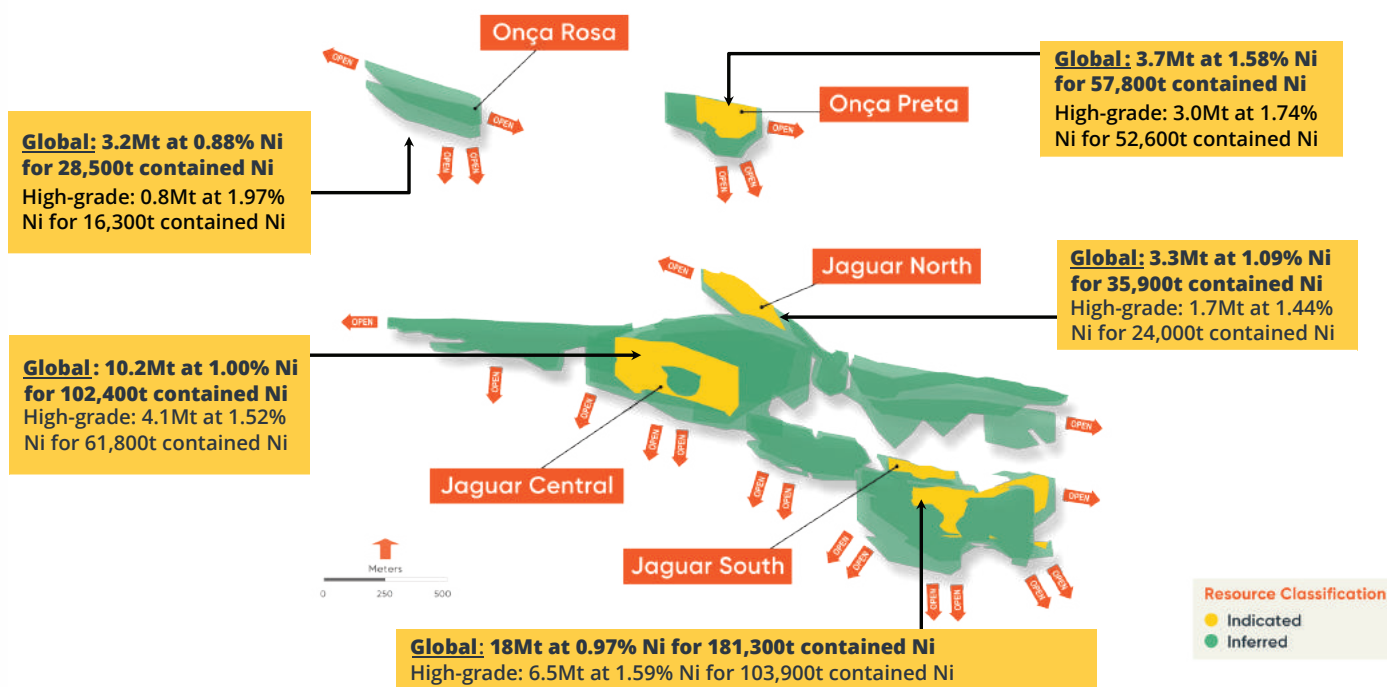 Onça Rosa
OPEN
OPEN
OPEN
OPEN
Global: 3.2Mt at 0.88% Ni
for 28,500t contained Ni
High-grade: 0.8Mt at 1.97%
Ni for 16,300t contained Ni
Onça Preta
OPEN
OPEN
OPEN
Global: 3.7Mt at 1.58% Ni
for 57,800t contained Ni
High-grade: 3.0Mt at 1.74%
Ni for 52,600t contained Ni
Jaguar North
OPEN
Global: 3.3Mt at 1.09% Ni
for 35,900t contained Ni
High-grade: 1.7Mt at 1.44%
Ni for 24,000t contained Ni
OPEN
Global: 10.2Mt at 1.00% Ni
for 102,400t contained Ni
High-grade: 4.1Mt at 1.52%
Ni for 61,800t contained Ni
OPEN
OPEN
OPEN
OPEN
OPEN
OPEN
OPEN
Jaguar Central
OPEN
Jaguar South
OPEN
OPEN
OPEN
OPEN
OPEN
OPEN
Meters
0 250 500
Global: 18Mt at 0.97% Ni for 181,300t contained Ni
High-grade: 6.5Mt at 1.59% Ni for 103,900t contained Ni
Resource Classification
Indicated
Inferred